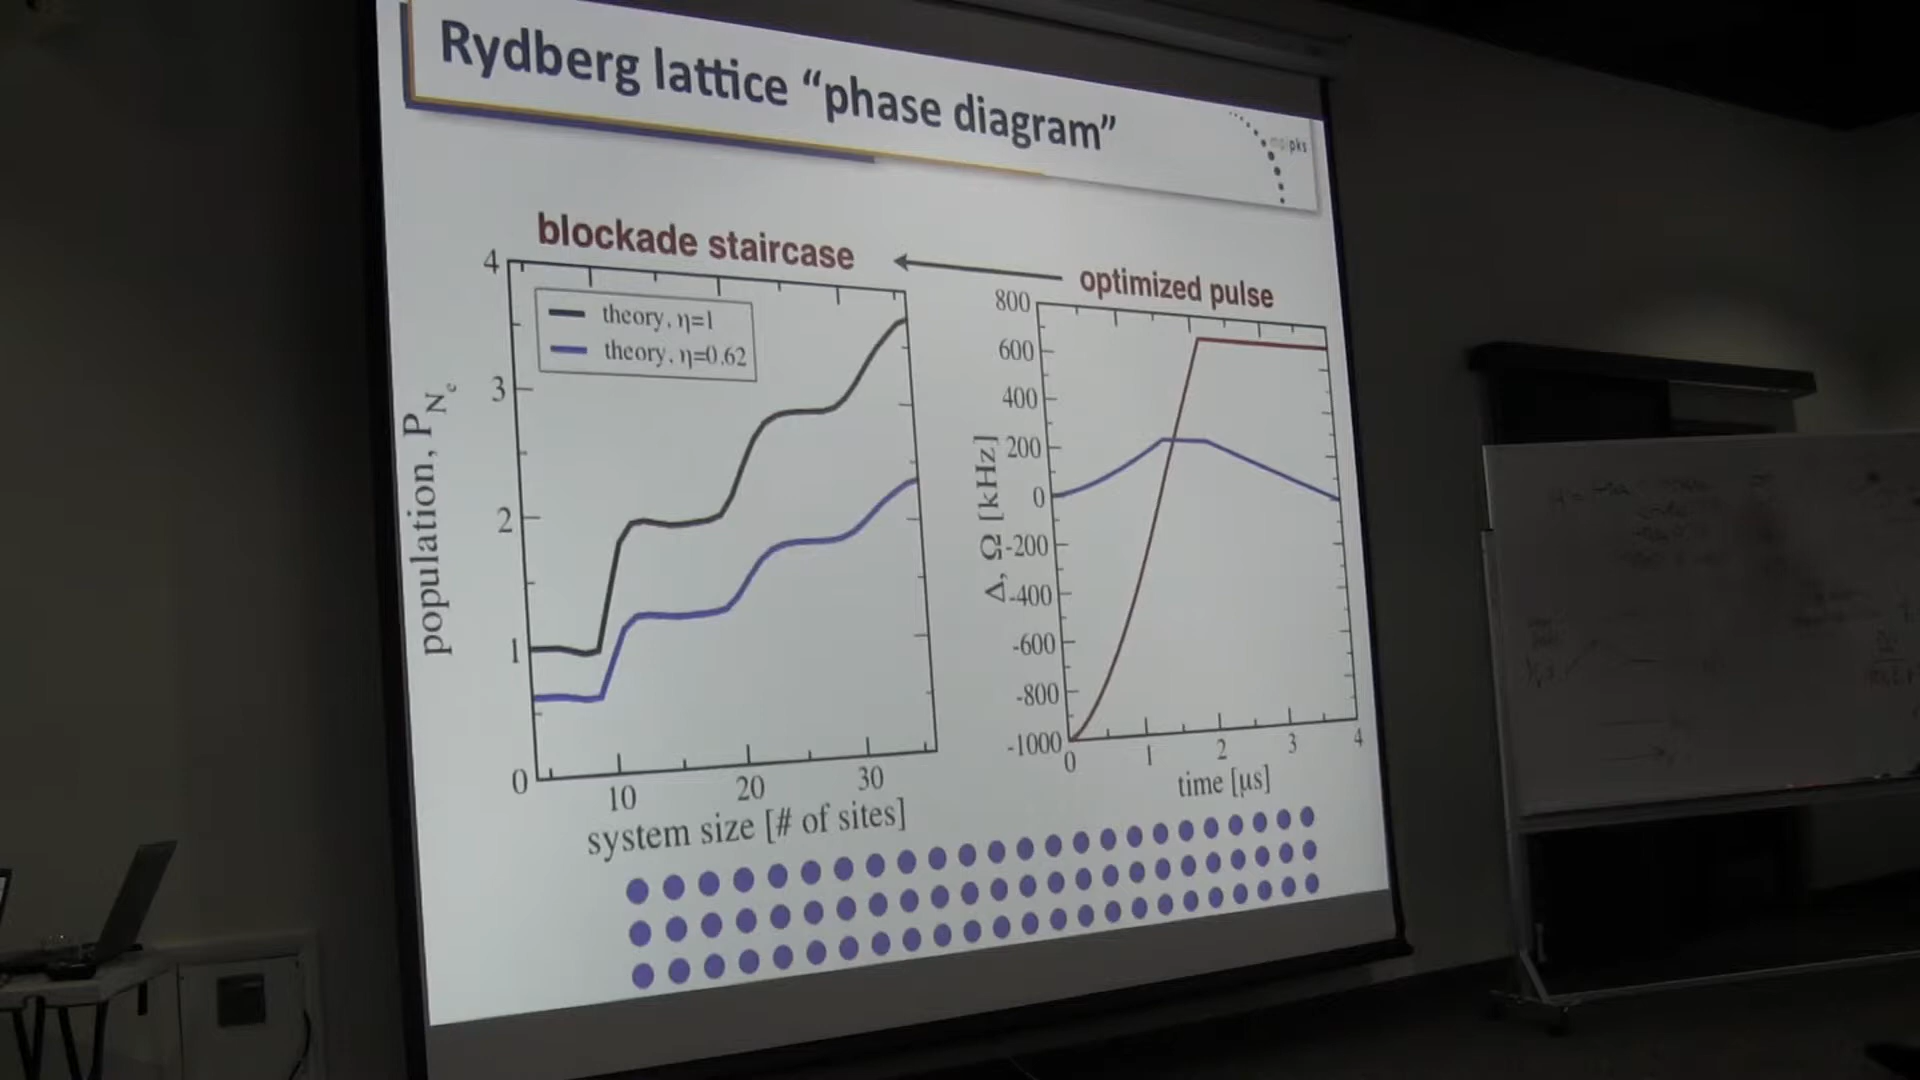 Rydberg lattice “phase diagram”
pks
blockade staircase
optimized pulse
4
3
2
1
0
theory, η=1
theory, η=0.62
population, P_N_e
10
20
30
system size [# of sites]
800
600
400
200
0
-200
-400
-600
-800
-1000
Δ, Ω [kHz]
0
1
2
3
4
time [μs]